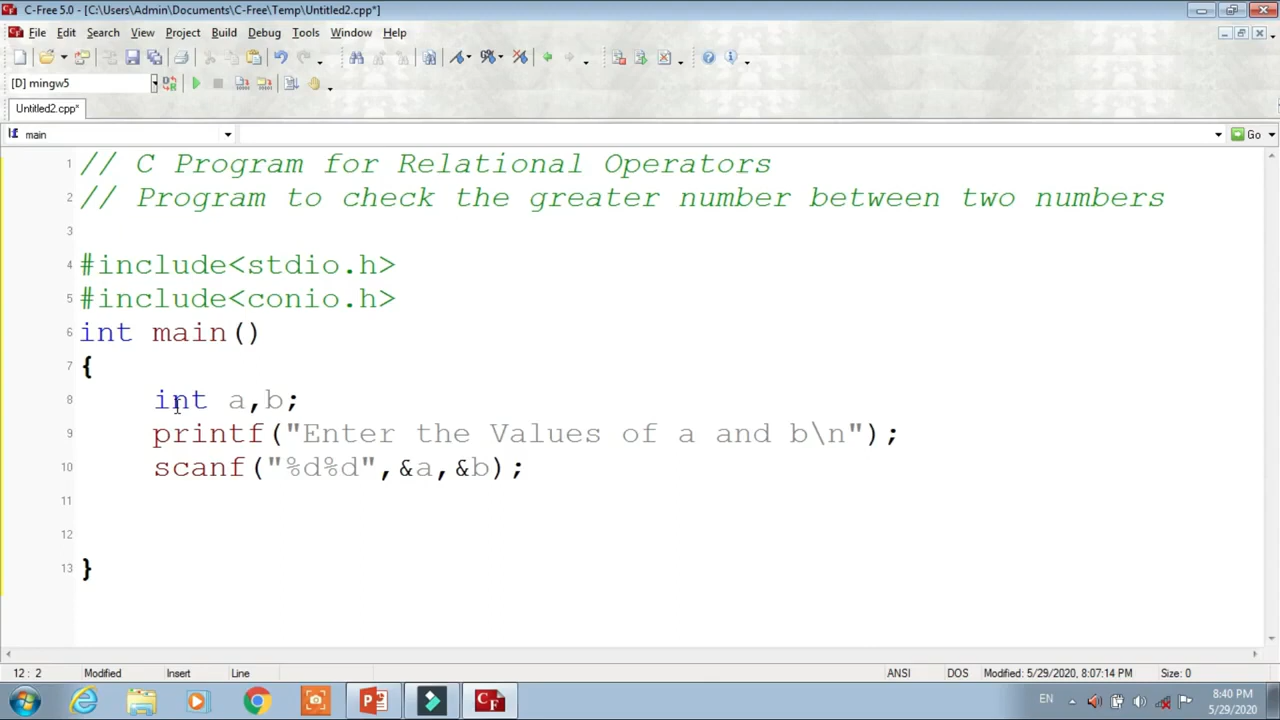 C-Free 5.0 - [C:\Users\Admin\Documents\C-Free\Temp\Untitled2.cpp*]
File Edit Search View Project Build Debug Tools Window Help
[D] mingw5
Untitled2.cpp*
main
Go
1 // C Program for Relational Operators
2 // Program to check the greater number between two numbers
3
4 #include<stdio.h>
5 #include<conio.h>
6 int main()
7 {
8 int a,b;
9 printf("Enter the Values of a and b\n");
10 scanf("%d%d",&a,&b);
11
12
13 }
12 : 2 Modified Insert Line ANSI DOS Modified: 5/29/2020, 8:07:14 PM Size: 0
EN 8:40 PM
5/29/2020